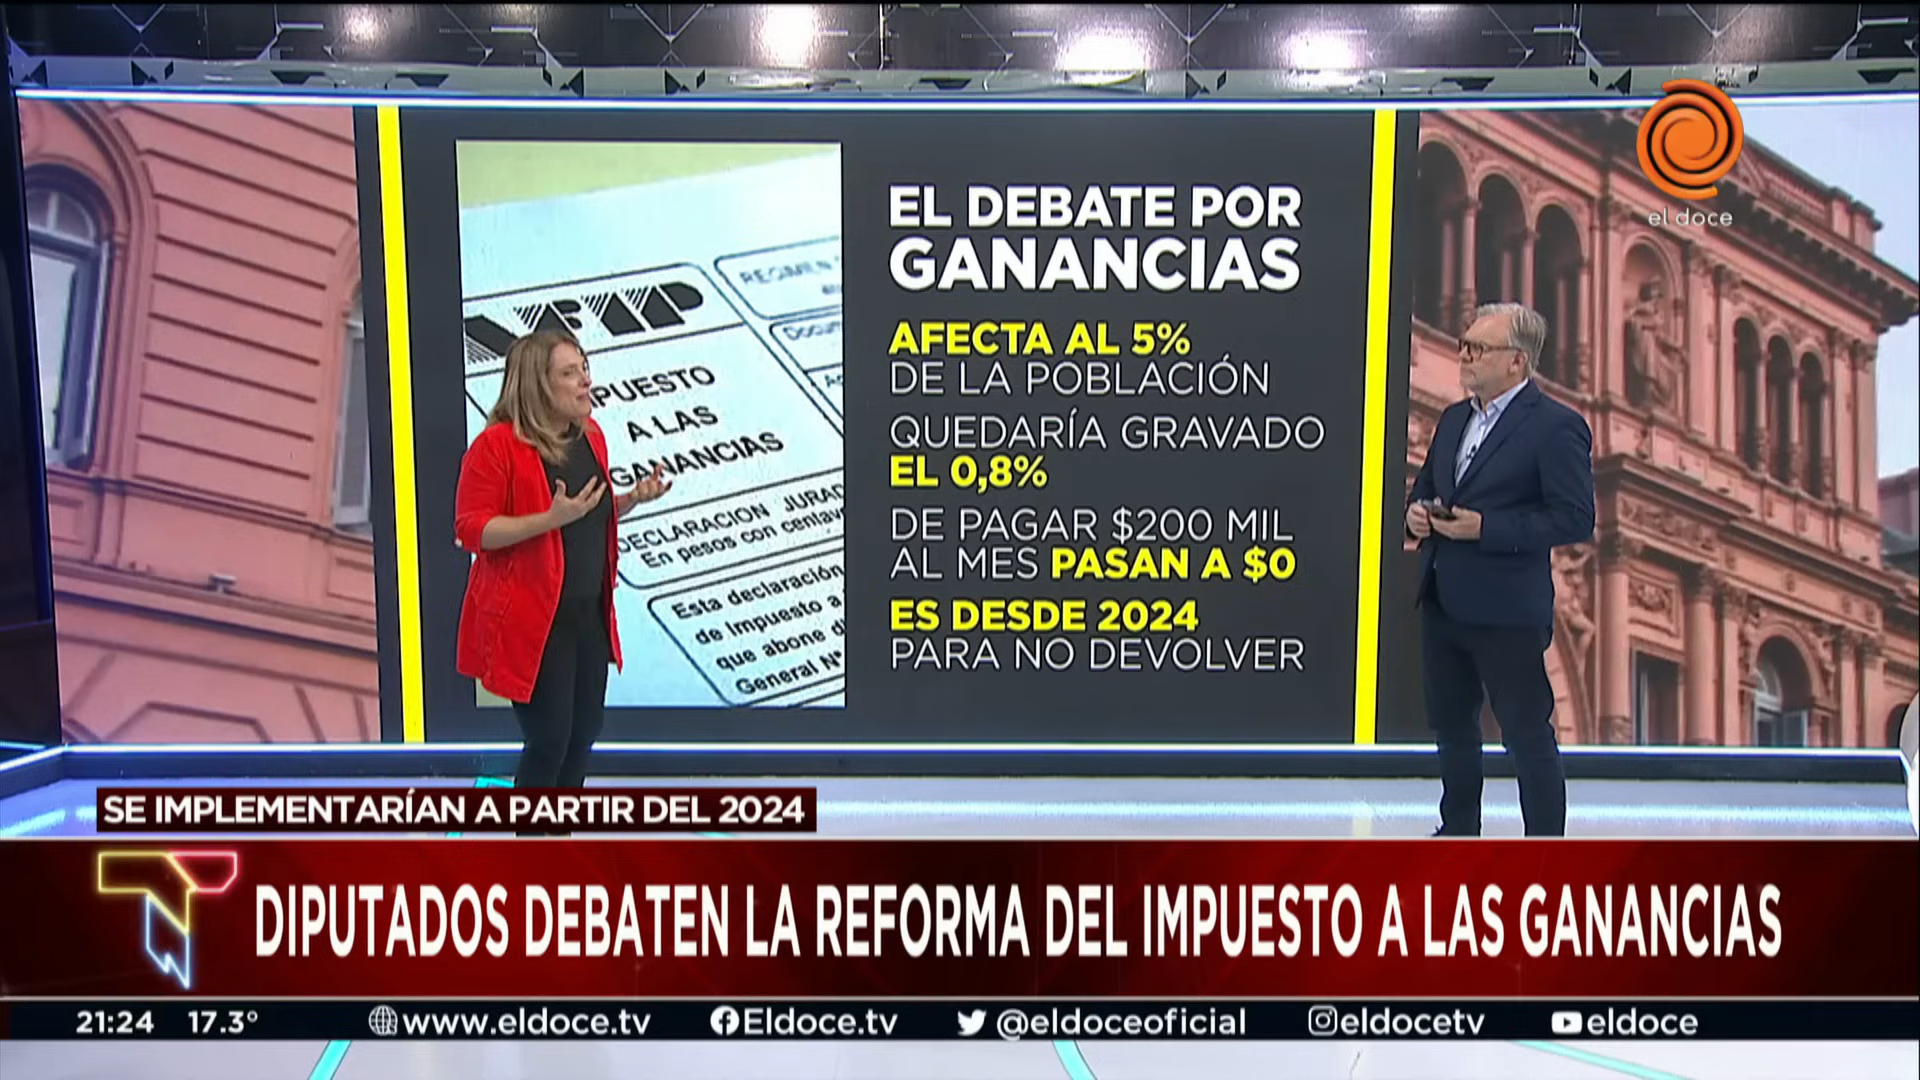 el doce
EL DEBATE POR
GANANCIAS
AFECTA AL 5%
DE LA POBLACIÓN
QUEDARÍA GRAVADO
EL 0,8%
DE PAGAR $200 MIL
AL MES PASAN A $0
ES DESDE 2024
PARA NO DEVOLVER
AFIP
REGIMEN
A LAS
GANANCIAS
DECLARACION JURAD
En pesos con centav
Esta declaración
de Impuesto a
que abone di
General N°
SE IMPLEMENTARÍAN A PARTIR DEL 2024
DIPUTADOS DEBATEN LA REFORMA DEL IMPUESTO A LAS GANANCIAS
21:24 17.3° www.eldoce.tv Eldoce.tv @eldoceoficial eldocetv eldoce